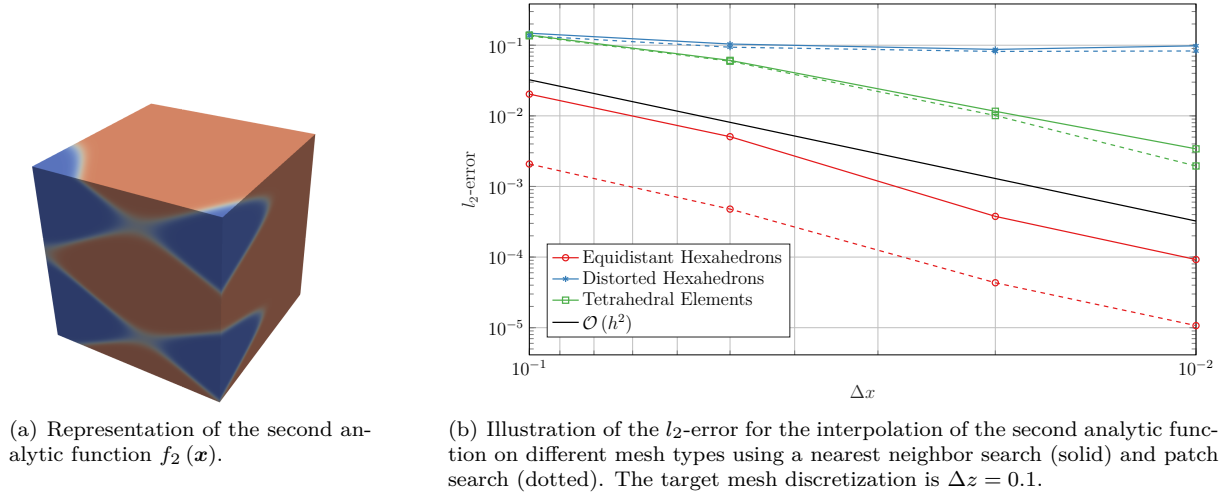 10^{-1}
10^{-2}
10^{-3}
10^{-4}
10^{-5}
l_2-error
Equidistant Hexahedrons
Distorted Hexahedrons
Tetrahedral Elements
𝒪 (h^2)
10^{-1}
10^{-2}
Δx
(a) Representation of the second an-
alytic function f_2 (x).
(b) Illustration of the l_2-error for the interpolation of the second analytic func-
tion on different mesh types using a nearest neighbor search (solid) and patch
search (dotted). The target mesh discretization is Δz = 0.1.